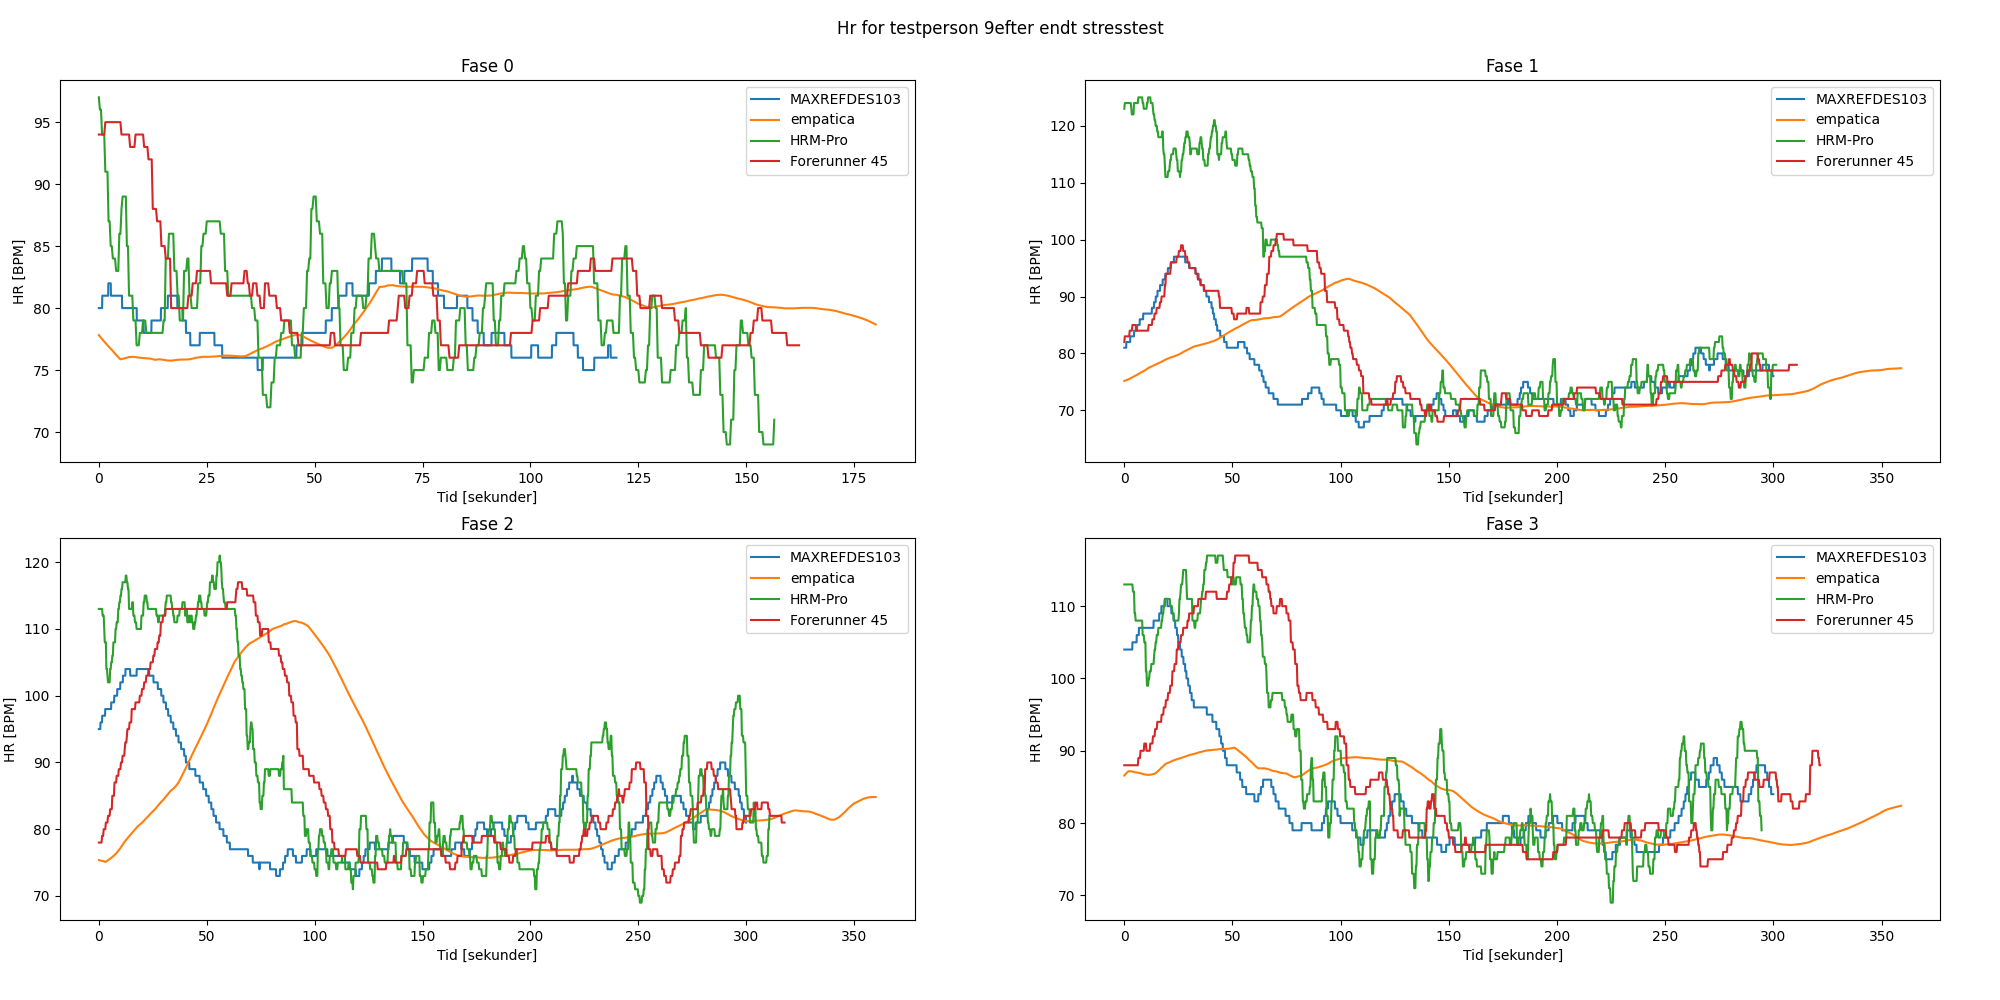 Hr for testperson 9efter endt stresstest
Fase 0
HR [BPM]
95
90
85
80
75
70
0 25 50 75 100 125 150 175
Tid [sekunder]
MAXREFDES103
empatica
HRM-Pro
Forerunner 45
Fase 1
HR [BPM]
120
110
100
90
80
70
0 50 100 150 200 250 300 350
Tid [sekunder]
MAXREFDES103
empatica
HRM-Pro
Forerunner 45
Fase 2
HR [BPM]
120
110
100
90
80
70
0 50 100 150 200 250 300 350
Tid [sekunder]
MAXREFDES103
empatica
HRM-Pro
Forerunner 45
Fase 3
HR [BPM]
110
100
90
80
70
0 50 100 150 200 250 300 350
Tid [sekunder]
MAXREFDES103
empatica
HRM-Pro
Forerunner 45